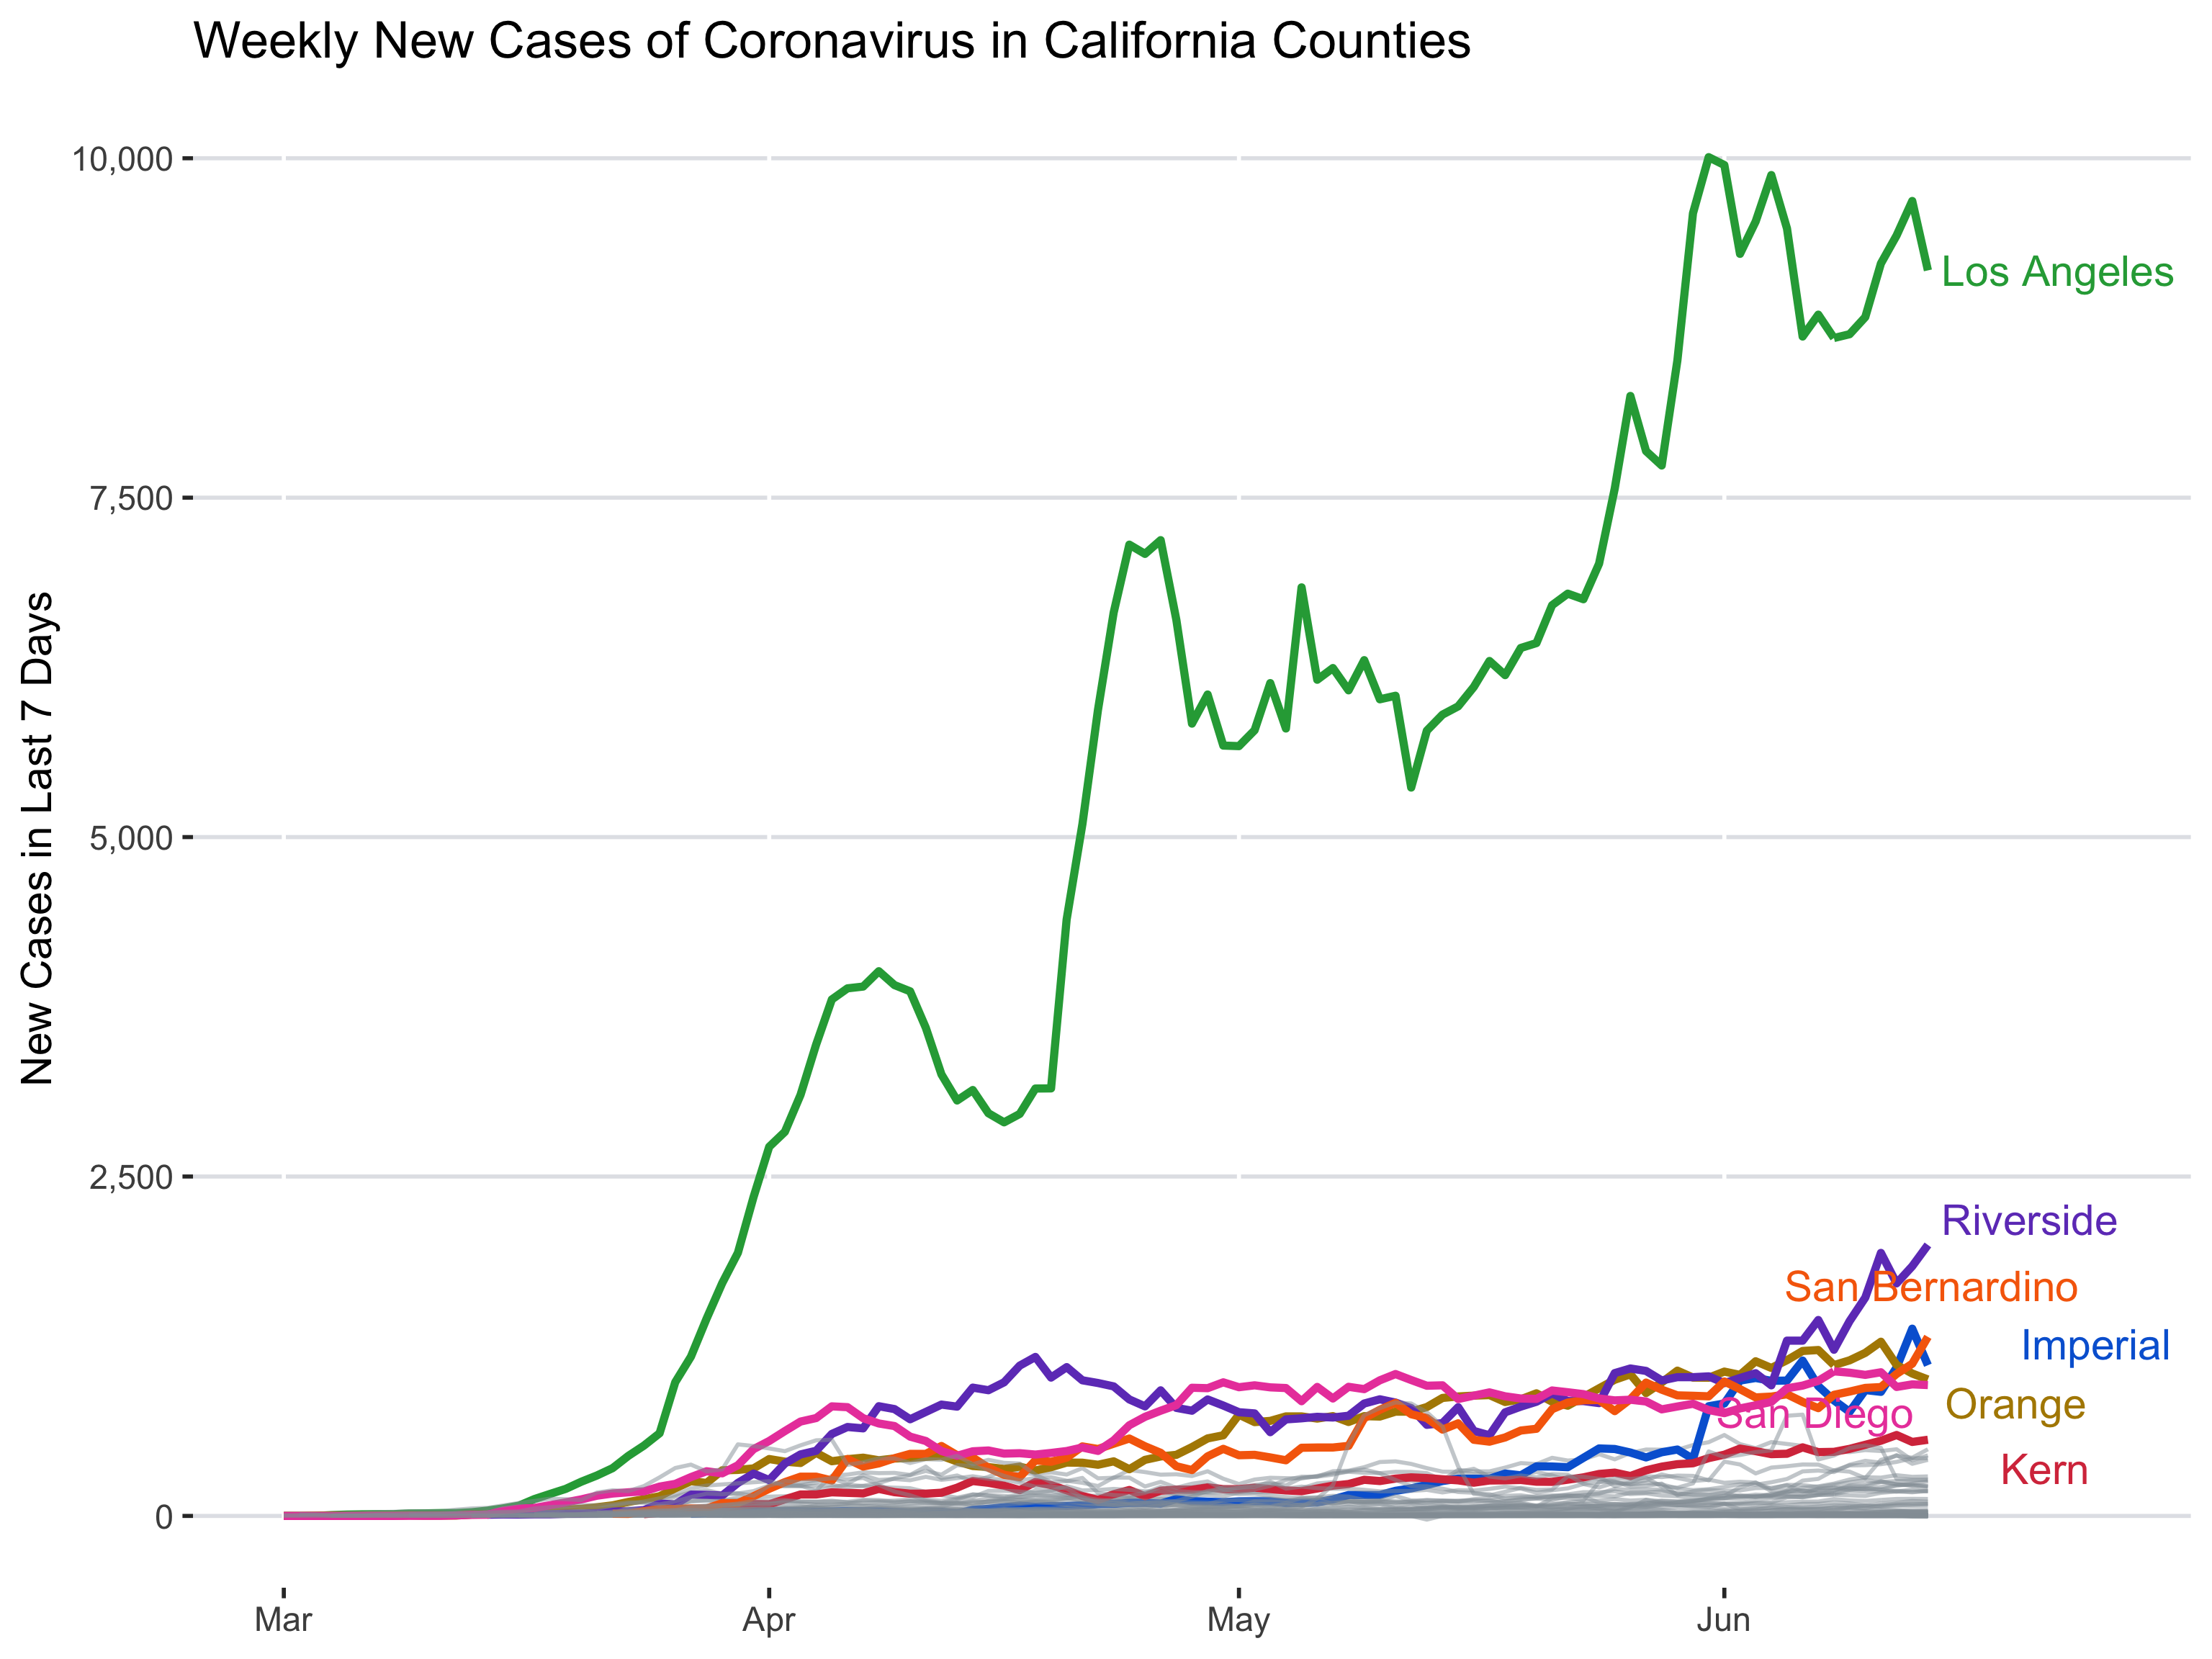 Weekly New Cases of Coronavirus in California Counties
New Cases in Last 7 Days
10,000
7,500
5,000
2,500
0
Mar
Apr
May
Jun
Los Angeles
Riverside
San Bernardino
Imperial
Orange
San Diego
Kern